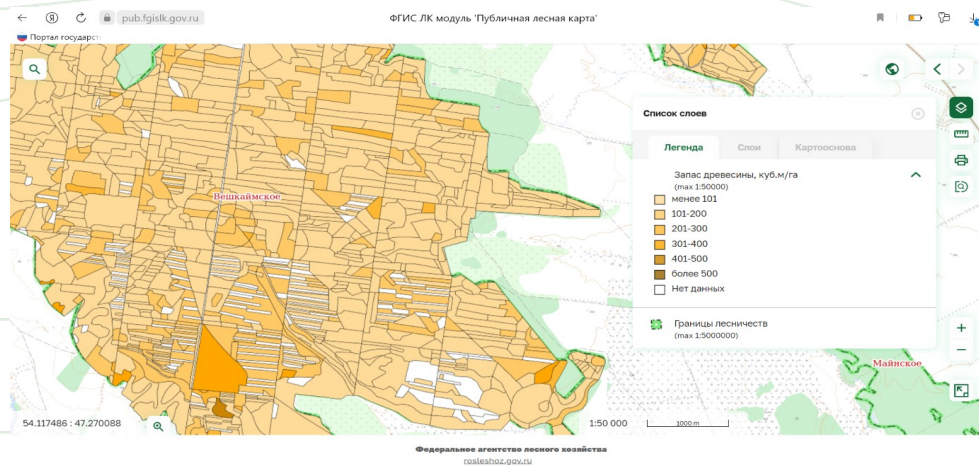 pub.fgislk.gov.ru
ФГИС ЛК модуль 'Публичная лесная карта'
Портал государст
Список слоев
Легенда Слои Картооснова
Запас древесины, куб.м/га
(max 1:50000)
менее 101
101-200
201-300
301-400
401-500
более 500
Нет данных
Границы лесничеств
(max 1:5000000)
Вешкаймское
Майнское
54.117486 : 47.270088
1:50 000
1000 m
Федеральное агентство лесного хозяйства
rosleshoz.gov.ru